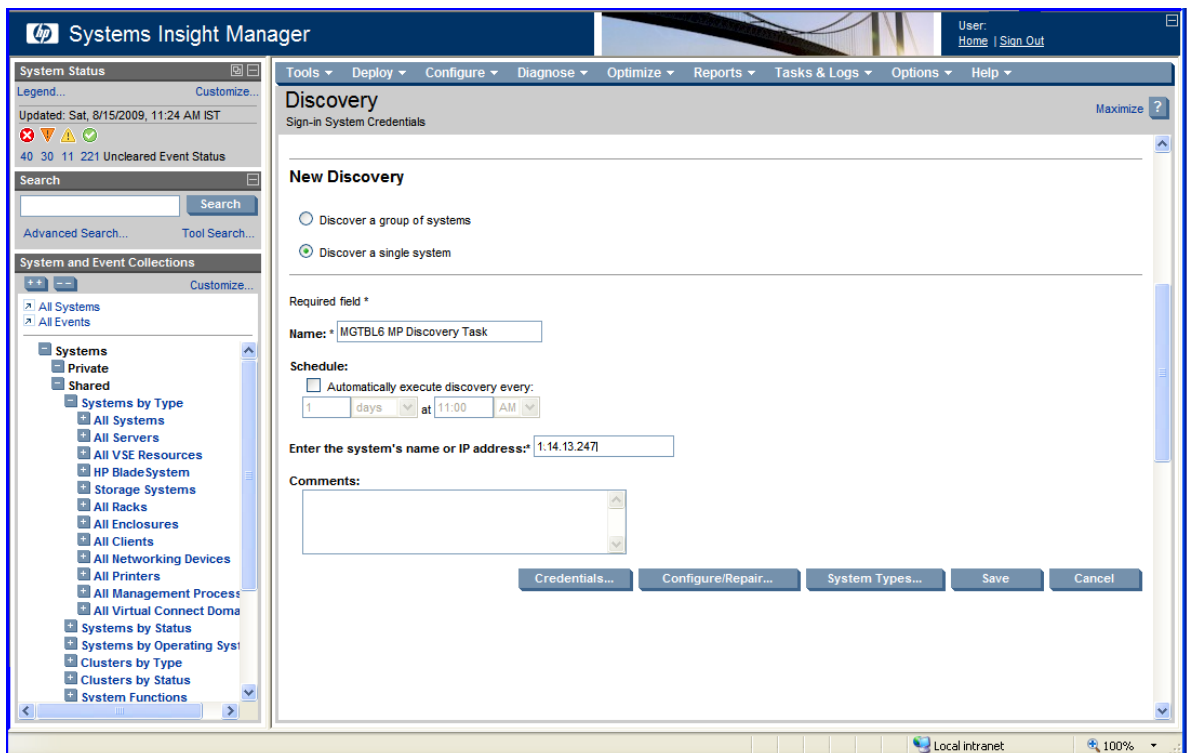 hp Systems Insight Manager
User:
Home | Sign Out
System Status
Legend... Customize...
Updated: Sat, 8/15/2009, 11:24 AM IST
40 30 11 221 Uncleared Event Status
Search
Search
Advanced Search... Tool Search...
System and Event Collections
++ -- Customize...
All Systems
All Events
Systems
Private
Shared
Systems by Type
All Systems
All Servers
All VSE Resources
HP BladeSystem
Storage Systems
All Racks
All Enclosures
All Clients
All Networking Devices
All Printers
All Management Process
All Virtual Connect Doma
Systems by Status
Systems by Operating Syst
Clusters by Type
Clusters by Status
System Functions
Tools Deploy Configure Diagnose Optimize Reports Tasks & Logs Options Help
Discovery
Sign-in System Credentials
Maximize ?
New Discovery
Discover a group of systems
Discover a single system
Required field *
Name: * MGTBL6 MP Discovery Task
Schedule:
Automatically execute discovery every:
1 days at 11:00 AM
Enter the system's name or IP address:* 1.14.13.247
Comments:
Credentials... Configure/Repair... System Types... Save Cancel
Local intranet 100%